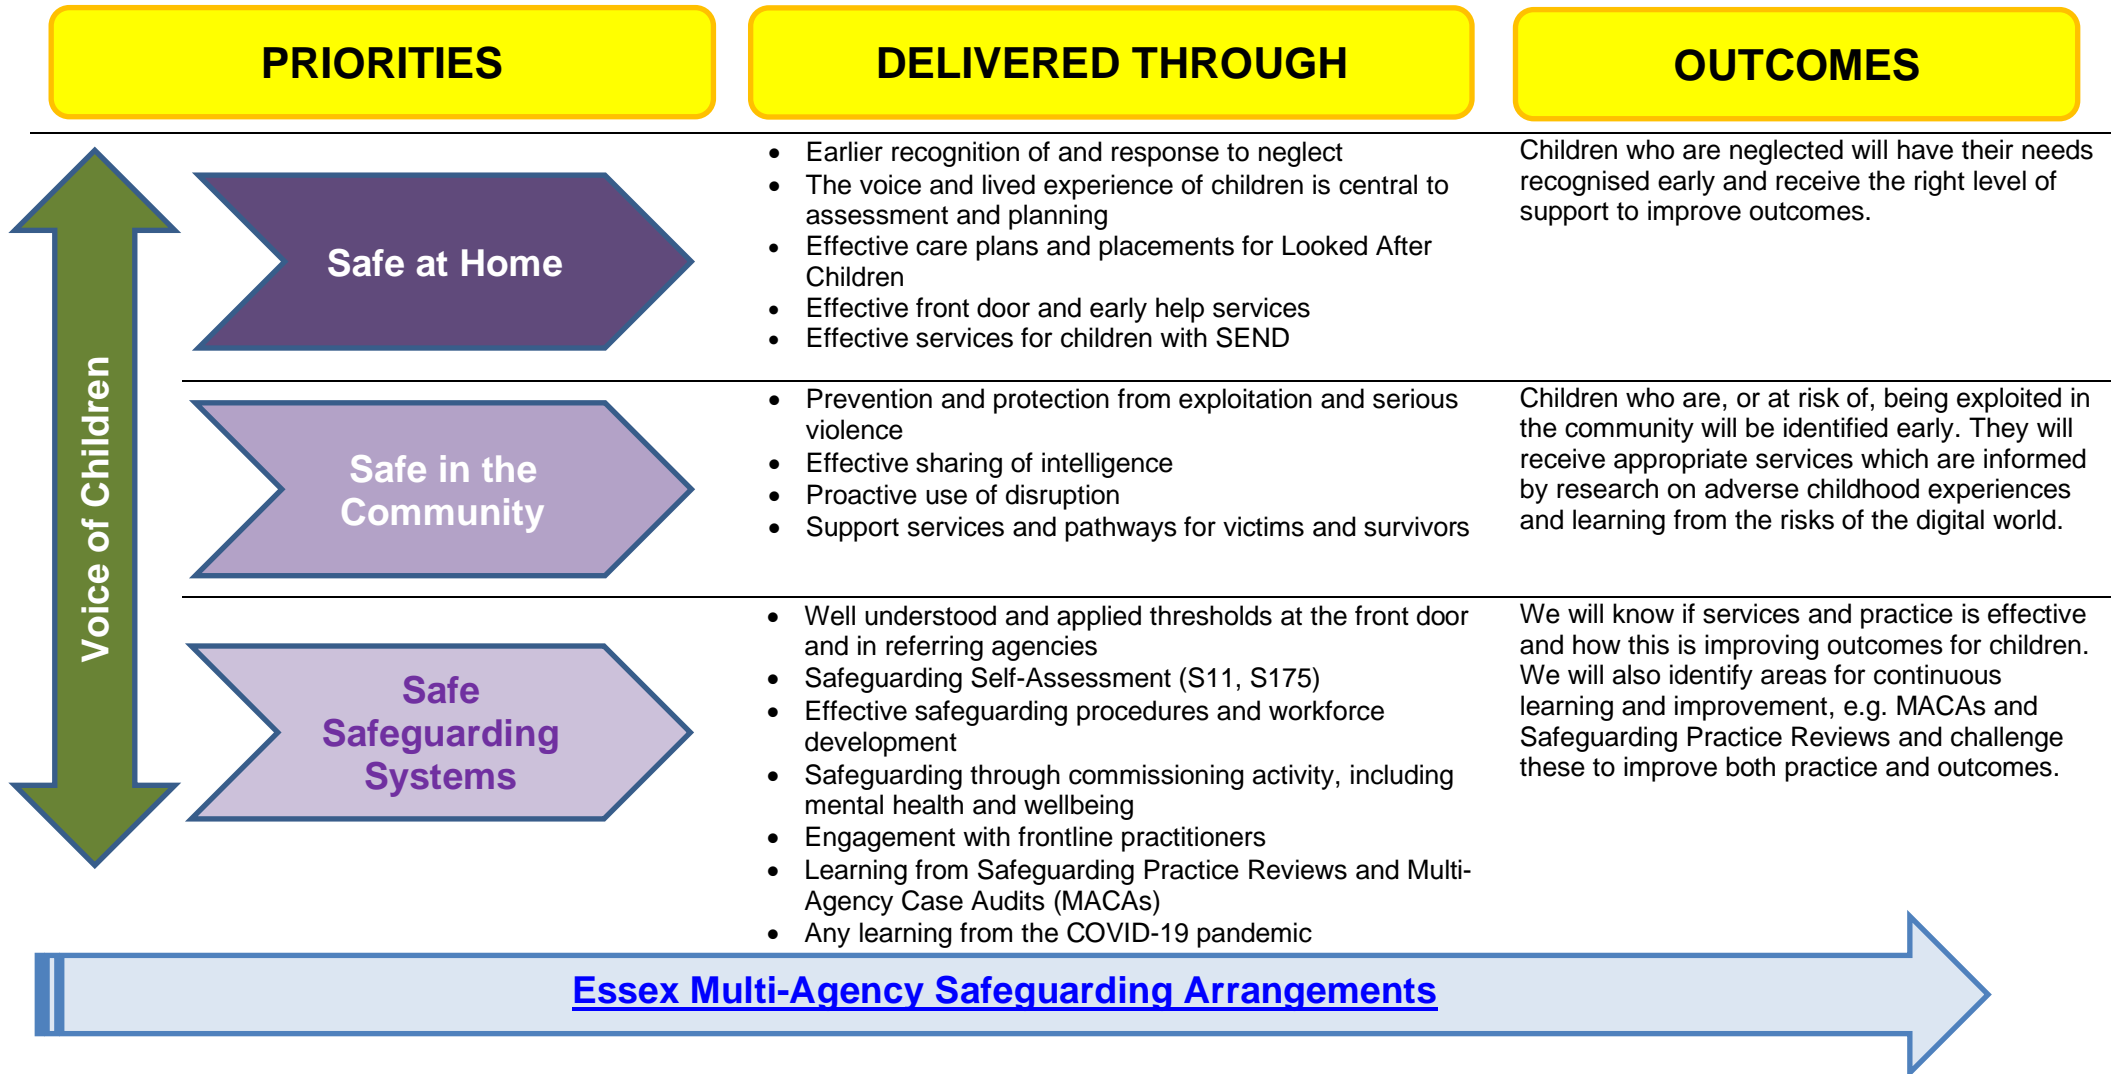 PRIORITIES
DELIVERED THROUGH
OUTCOMES
Voice of Children
Safe at Home
• Earlier recognition of and response to neglect
• The voice and lived experience of children is central to
assessment and planning
• Effective care plans and placements for Looked After
Children
• Effective front door and early help services
• Effective services for children with SEND
Children who are neglected will have their needs
recognised early and receive the right level of
support to improve outcomes.
Safe in the
Community
• Prevention and protection from exploitation and serious
violence
• Effective sharing of intelligence
• Proactive use of disruption
• Support services and pathways for victims and survivors
Children who are, or at risk of, being exploited in
the community will be identified early. They will
receive appropriate services which are informed
by research on adverse childhood experiences
and learning from the risks of the digital world.
Safe
Safeguarding
Systems
• Well understood and applied thresholds at the front door
and in referring agencies
• Safeguarding Self-Assessment (S11, S175)
• Effective safeguarding procedures and workforce
development
• Safeguarding through commissioning activity, including
mental health and wellbeing
• Engagement with frontline practitioners
• Learning from Safeguarding Practice Reviews and Multi-
Agency Case Audits (MACAs)
• Any learning from the COVID-19 pandemic
We will know if services and practice is effective
and how this is improving outcomes for children.
We will also identify areas for continuous
learning and improvement, e.g. MACAs and
Safeguarding Practice Reviews and challenge
these to improve both practice and outcomes.
Essex Multi-Agency Safeguarding Arrangements